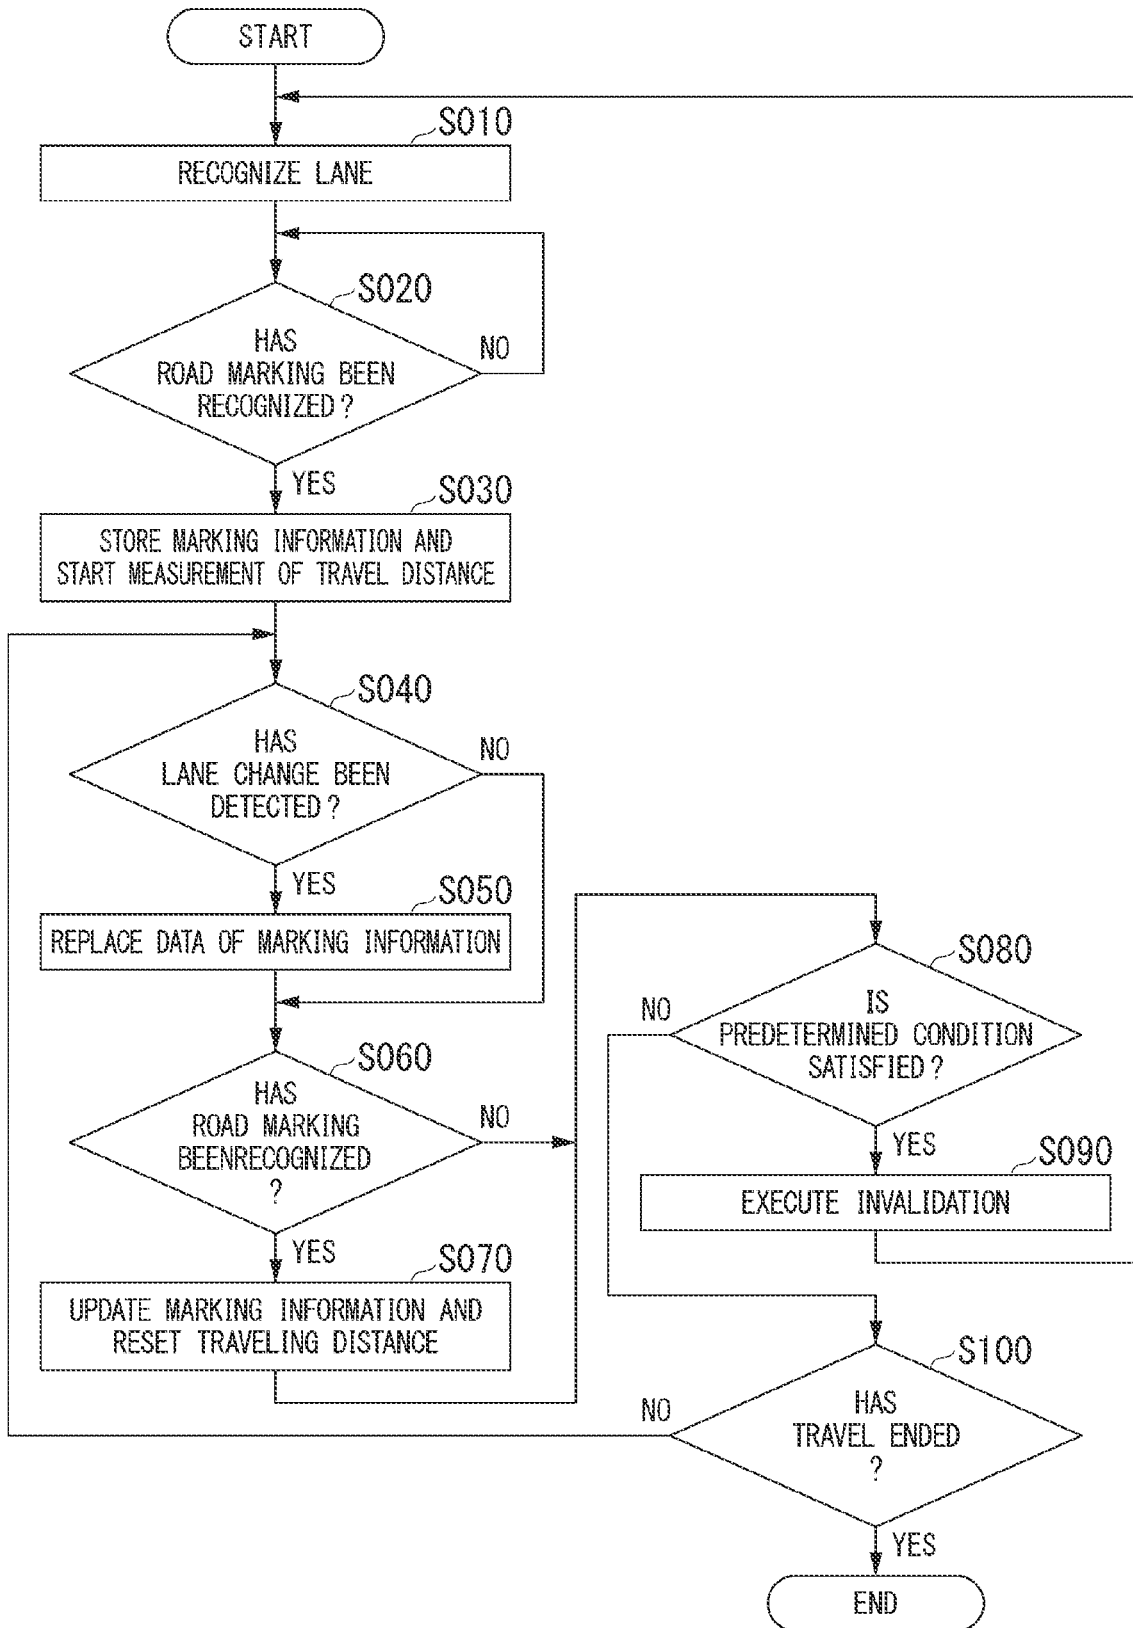 START
S010
RECOGNIZE LANE
S020
HAS
ROAD MARKING BEEN
RECOGNIZED?
NO
YES
S030
STORE MARKING INFORMATION AND
START MEASUREMENT OF TRAVEL DISTANCE
S040
HAS
LANE CHANGE BEEN
DETECTED?
NO
YES
S050
REPLACE DATA OF MARKING INFORMATION
S060
HAS
ROAD MARKING
BEENRECOGNIZED
?
NO
YES
S070
UPDATE MARKING INFORMATION AND
RESET TRAVELING DISTANCE
S080
IS
PREDETERMINED CONDITION
SATISFIED?
NO
YES
S090
EXECUTE INVALIDATION
S100
HAS
TRAVEL ENDED
?
NO
YES
END